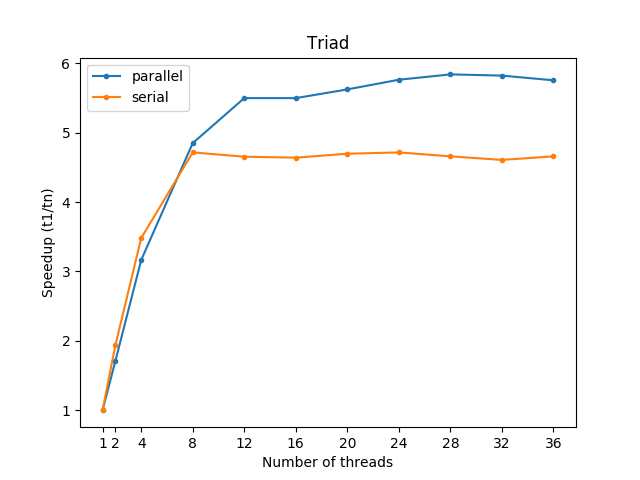 Triad
parallel
serial
Speedup (t1/tn)
6
5
4
3
2
1
1 2 4 8 12 16 20 24 28 32 36
Number of threads